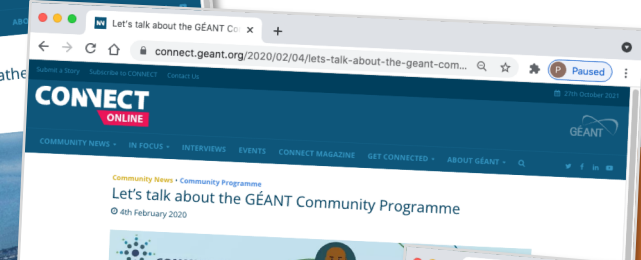 Let's talk about the GÉANT Co
connect.geant.org/2020/02/04/lets-talk-about-the-geant-com...
P Paused
Submit a Story Subscribe to CONNECT Contact Us
27th October 2021
CONNECT
ONLINE
GÉANT
COMMUNITY NEWS IN FOCUS INTERVIEWS EVENTS CONNECT MAGAZINE GET CONNECTED ABOUT GÉANT
Community News • Community Programme
Let's talk about the GÉANT Community Programme
4th February 2020